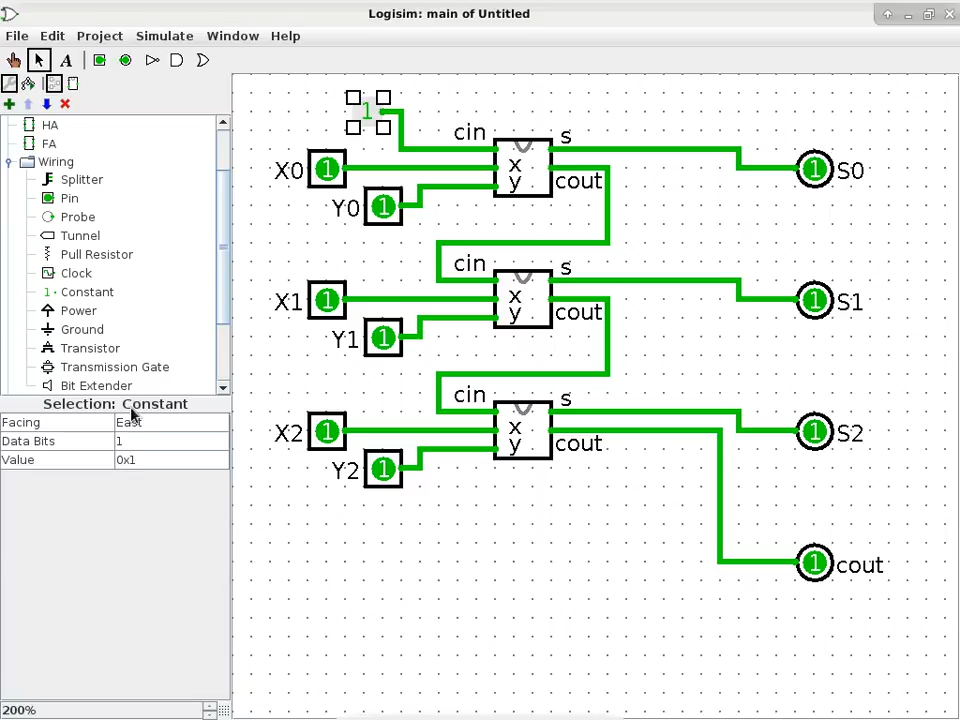 Logisim: main of Untitled
File Edit Project Simulate Window Help
A
HA
FA
Wiring
Splitter
Pin
Probe
Tunnel
Pull Resistor
Clock
1 Constant
Power
Ground
Transistor
Transmission Gate
Bit Extender
Selection: Constant
Facing East
Data Bits 1
Value 0x1
200%
1
cin s
X0 1 x 1 S0
Y0 1 y cout
cin s
X1 1 x 1 S1
Y1 1 y cout
cin s
X2 1 x 1 S2
Y2 1 y cout
1 cout